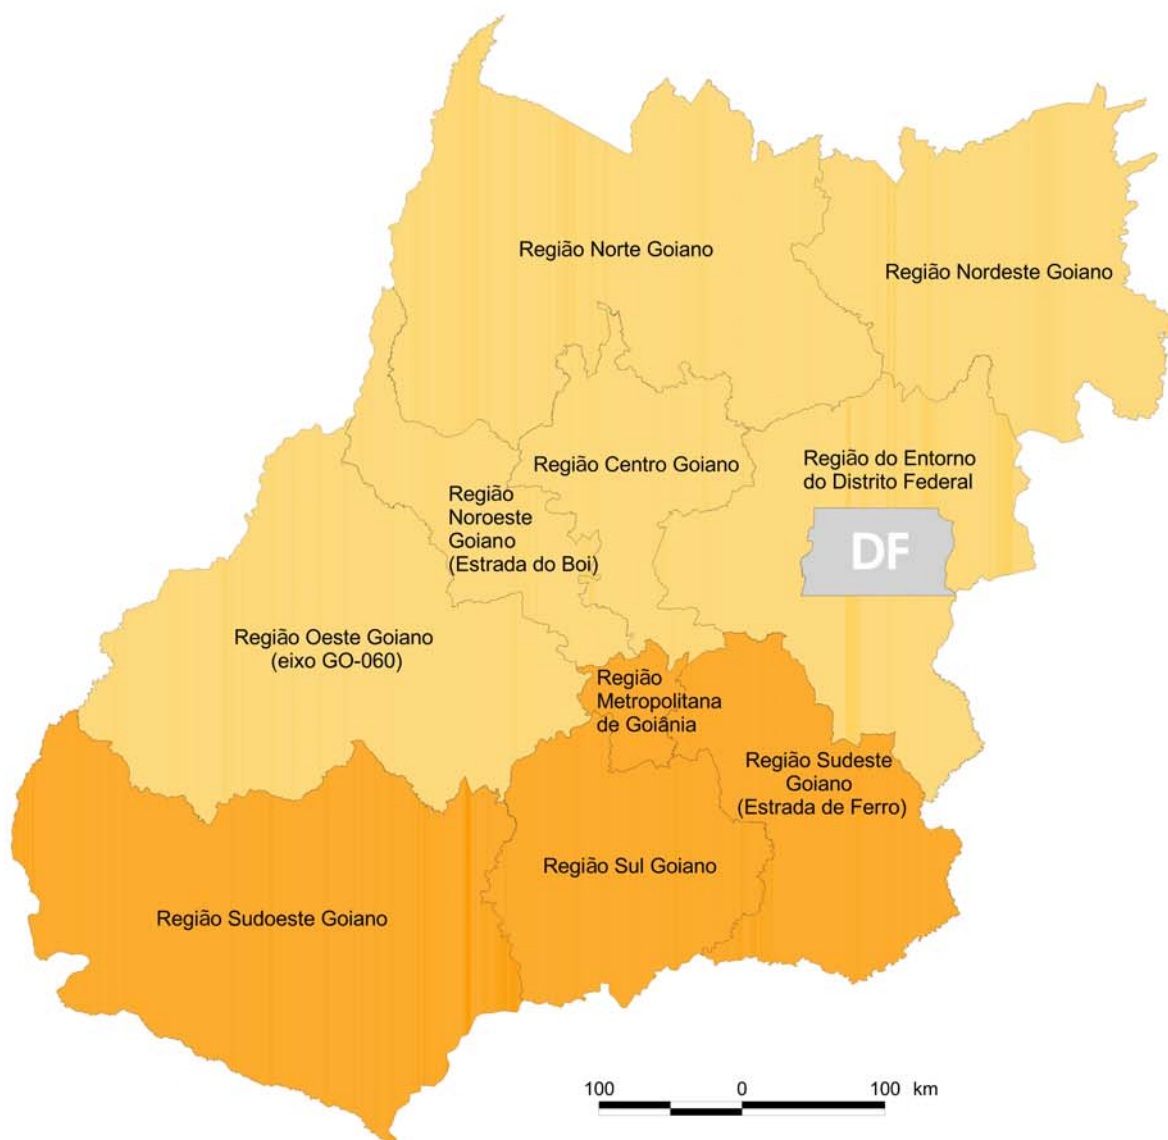 Região Norte Goiano
Região Nordeste Goiano
Região Centro Goiano
Região do Entorno
do Distrito Federal
Região
Noroeste
Goiano
(Estrada do Boi)
DF
Região Oeste Goiano
(eixo GO-060)
Região
Metropolitana
de Goiânia
Região Sudeste
Goiano
(Estrada de Ferro)
Região Sul Goiano
Região Sudoeste Goiano
100 0 100 km